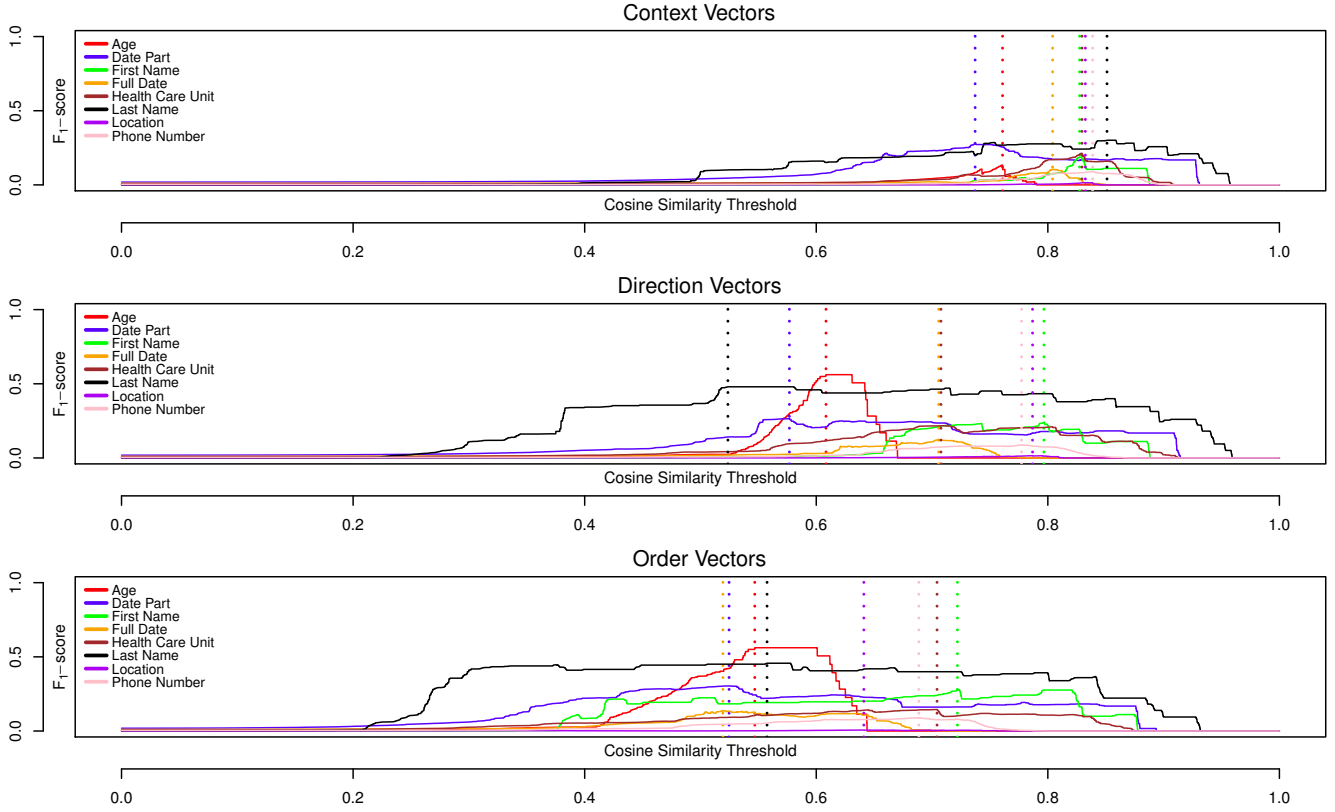 Context Vectors
1.0
0.5
0.0
F1−score
Age
Date Part
First Name
Full Date
Health Care Unit
Last Name
Location
Phone Number
Cosine Similarity Threshold
0.0 0.2 0.4 0.6 0.8 1.0
Direction Vectors
1.0
0.5
0.0
F1−score
Age
Date Part
First Name
Full Date
Health Care Unit
Last Name
Location
Phone Number
Cosine Similarity Threshold
0.0 0.2 0.4 0.6 0.8 1.0
Order Vectors
1.0
0.5
0.0
F1−score
Age
Date Part
First Name
Full Date
Health Care Unit
Last Name
Location
Phone Number
Cosine Similarity Threshold
0.0 0.2 0.4 0.6 0.8 1.0